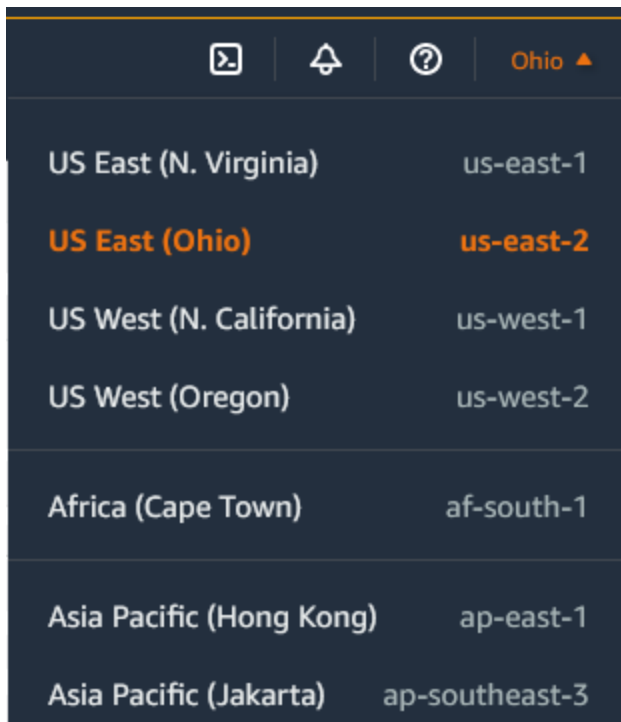 Ohio
US East (N. Virginia) us-east-1
US East (Ohio) us-east-2
US West (N. California) us-west-1
US West (Oregon) us-west-2
Africa (Cape Town) af-south-1
Asia Pacific (Hong Kong) ap-east-1
Asia Pacific (Jakarta) ap-southeast-3